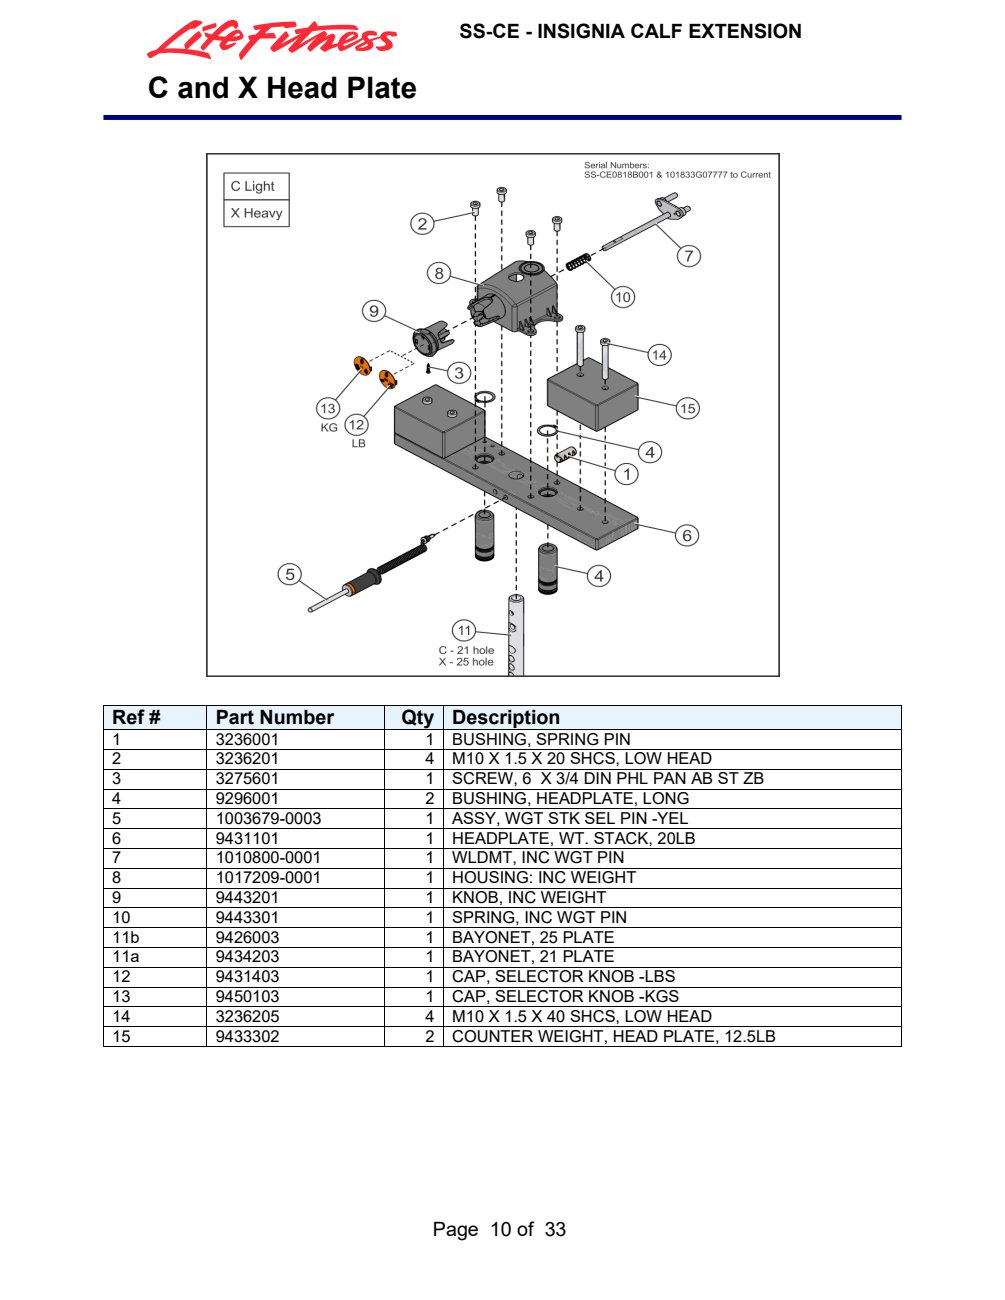 Life Fitness
SS-CE - INSIGNIA CALF EXTENSION
C and X Head Plate
Serial Numbers:
SS-CE0818B001 & 101833G07777 to Current
C Light
X Heavy
2
7
8
10
9
14
3
13
KG
12
LB
15
4
1
6
5
4
11
C - 21 hole
X - 25 hole
Ref # Part Number Qty Description
1 3236001 1 BUSHING, SPRING PIN
2 3236201 4 M10 X 1.5 X 20 SHCS, LOW HEAD
3 3275601 1 SCREW, 6  X 3/4 DIN PHL PAN AB ST ZB
4 9296001 2 BUSHING, HEADPLATE, LONG
5 1003679-0003 1 ASSY, WGT STK SEL PIN -YEL
6 9431101 1 HEADPLATE, WT. STACK, 20LB
7 1010800-0001 1 WLDMT, INC WGT PIN
8 1017209-0001 1 HOUSING: INC WEIGHT
9 9443201 1 KNOB, INC WEIGHT
10 9443301 1 SPRING, INC WGT PIN
11b 9426003 1 BAYONET, 25 PLATE
11a 9434203 1 BAYONET, 21 PLATE
12 9431403 1 CAP, SELECTOR KNOB -LBS
13 9450103 1 CAP, SELECTOR KNOB -KGS
14 3236205 4 M10 X 1.5 X 40 SHCS, LOW HEAD
15 9433302 2 COUNTER WEIGHT, HEAD PLATE, 12.5LB
Page  10 of  33